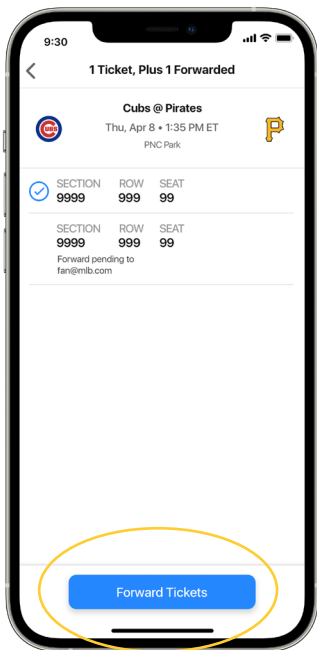 9:30
1 Ticket, Plus 1 Forwarded
Cubs @ Pirates
Thu, Apr 8 • 1:35 PM ET
PNC Park
CUBS
P
SECTION ROW SEAT
9999 999 99
SECTION ROW SEAT
9999 999 99
Forward pending to
fan@mlb.com
Forward Tickets